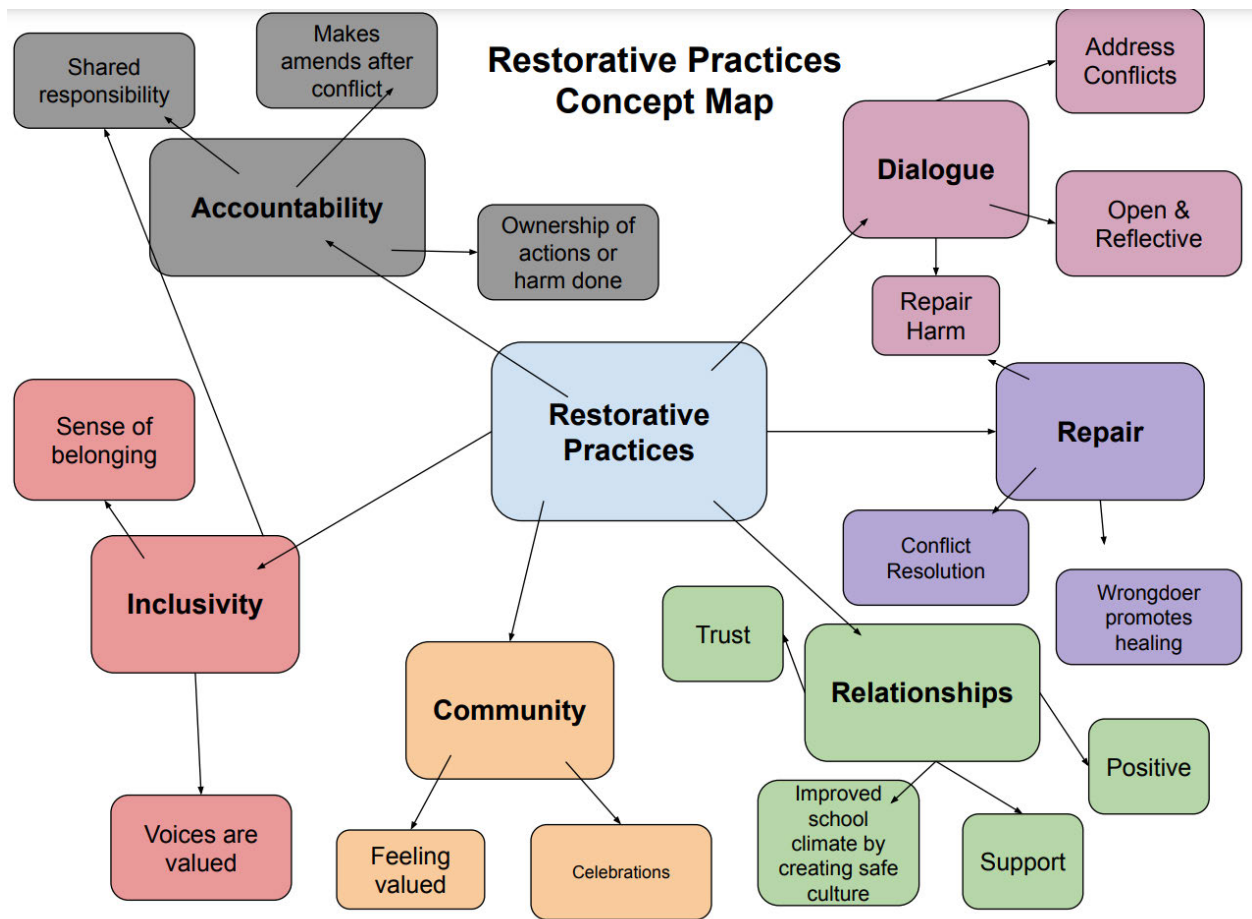 Restorative Practices
Concept Map
Shared
responsibility
Makes
amends after
conflict
Accountability
Ownership of
actions or
harm done
Address
Conflicts
Dialogue
Open &
Reflective
Repair
Harm
Restorative
Practices
Repair
Conflict
Resolution
Wrongdoer
promotes
healing
Sense of
belonging
Inclusivity
Voices are
valued
Community
Feeling
valued
Celebrations
Trust
Relationships
Positive
Improved
school
climate by
creating safe
culture
Support